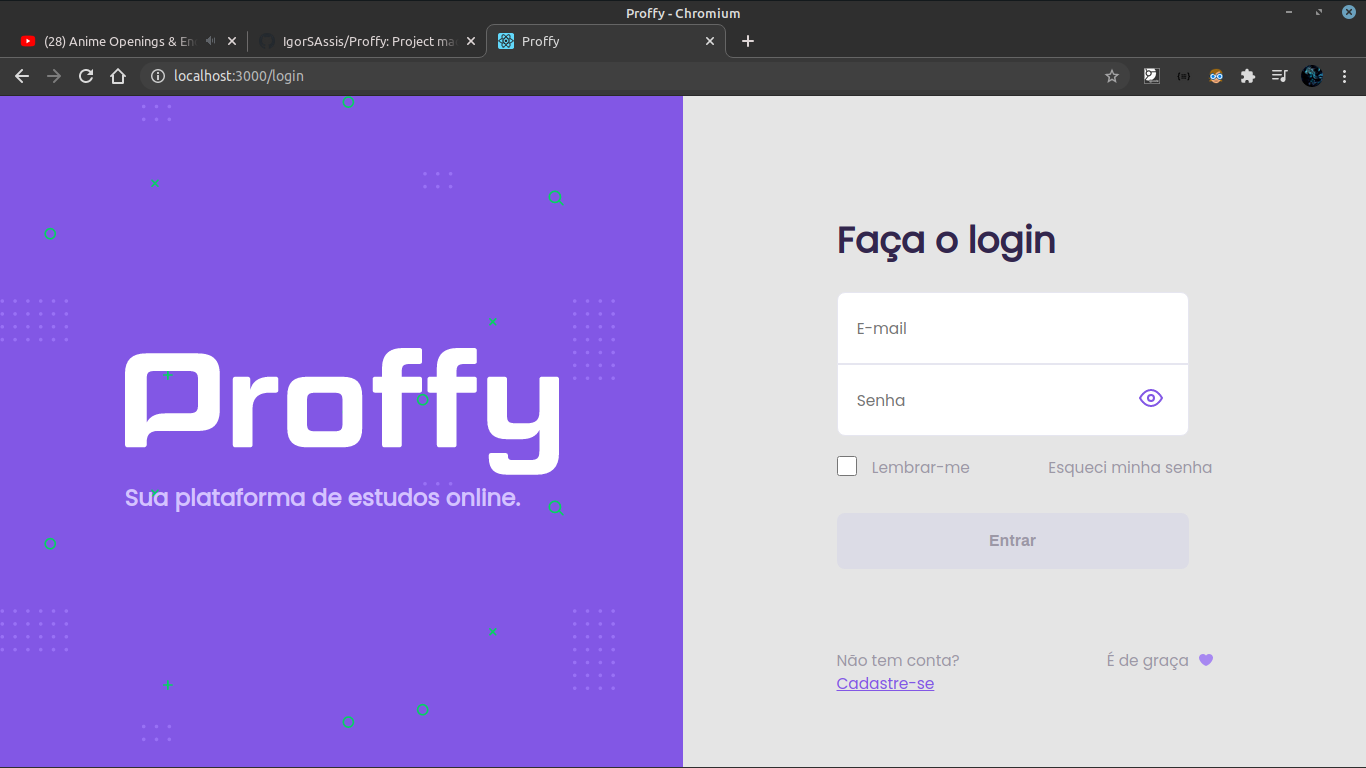 Proffy - Chromium
(28) Anime Openings & En
IgorSAssis/Proffy: Project ma
Proffy
localhost:3000/login
Proffy
Sua plataforma de estudos online.
Faça o login
E-mail
Senha
Lembrar-me
Esqueci minha senha
Entrar
Não tem conta?
Cadastre-se
É de graça